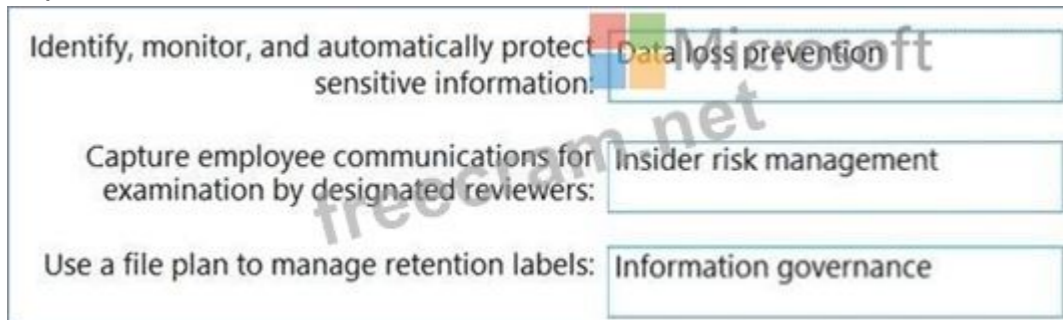 Identify, monitor, and automatically protect Data loss prevention
sensitive information:
Microsoft
freecram.net
Capture employee communications for Insider risk management
examination by designated reviewers:
Use a file plan to manage retention labels: Information governance